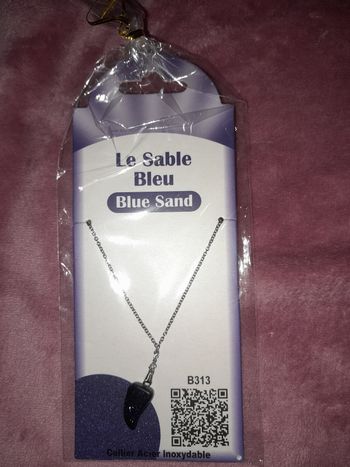 Le Sable
Bleu
Blue Sand
B313
Collier Acier Inoxydable